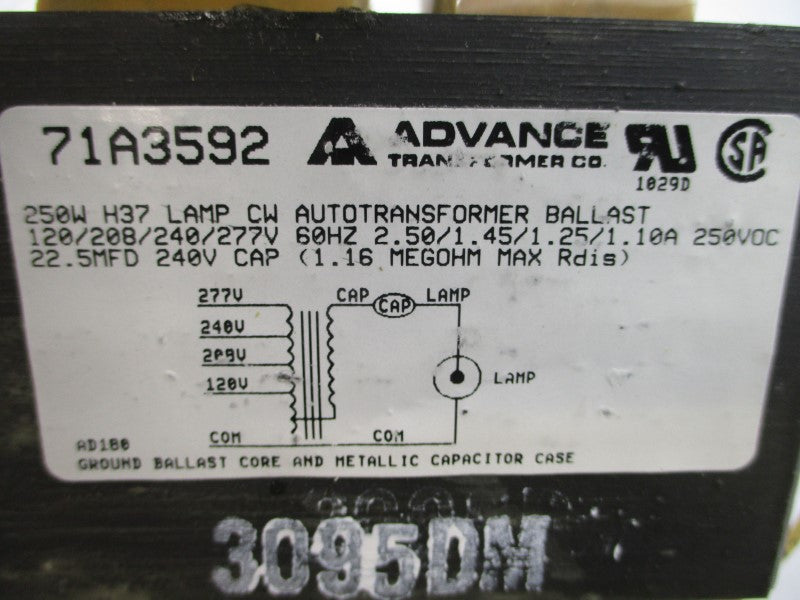 71A3592 ADVANCE
TRANSFORMER CO.
1029D
250W H37 LAMP CW AUTOTRANSFORMER BALLAST
120/208/240/277V 60HZ 2.50/1.45/1.25/1.10A 250VOC
22.5MFD 240V CAP (1.16 MEGOHM MAX Rdis)
277V CAP CAP LAMP
240V
208V
120V LAMP
COM COM
AD180
GROUND BALLAST CORE AND METALLIC CAPACITOR CASE
3095DM